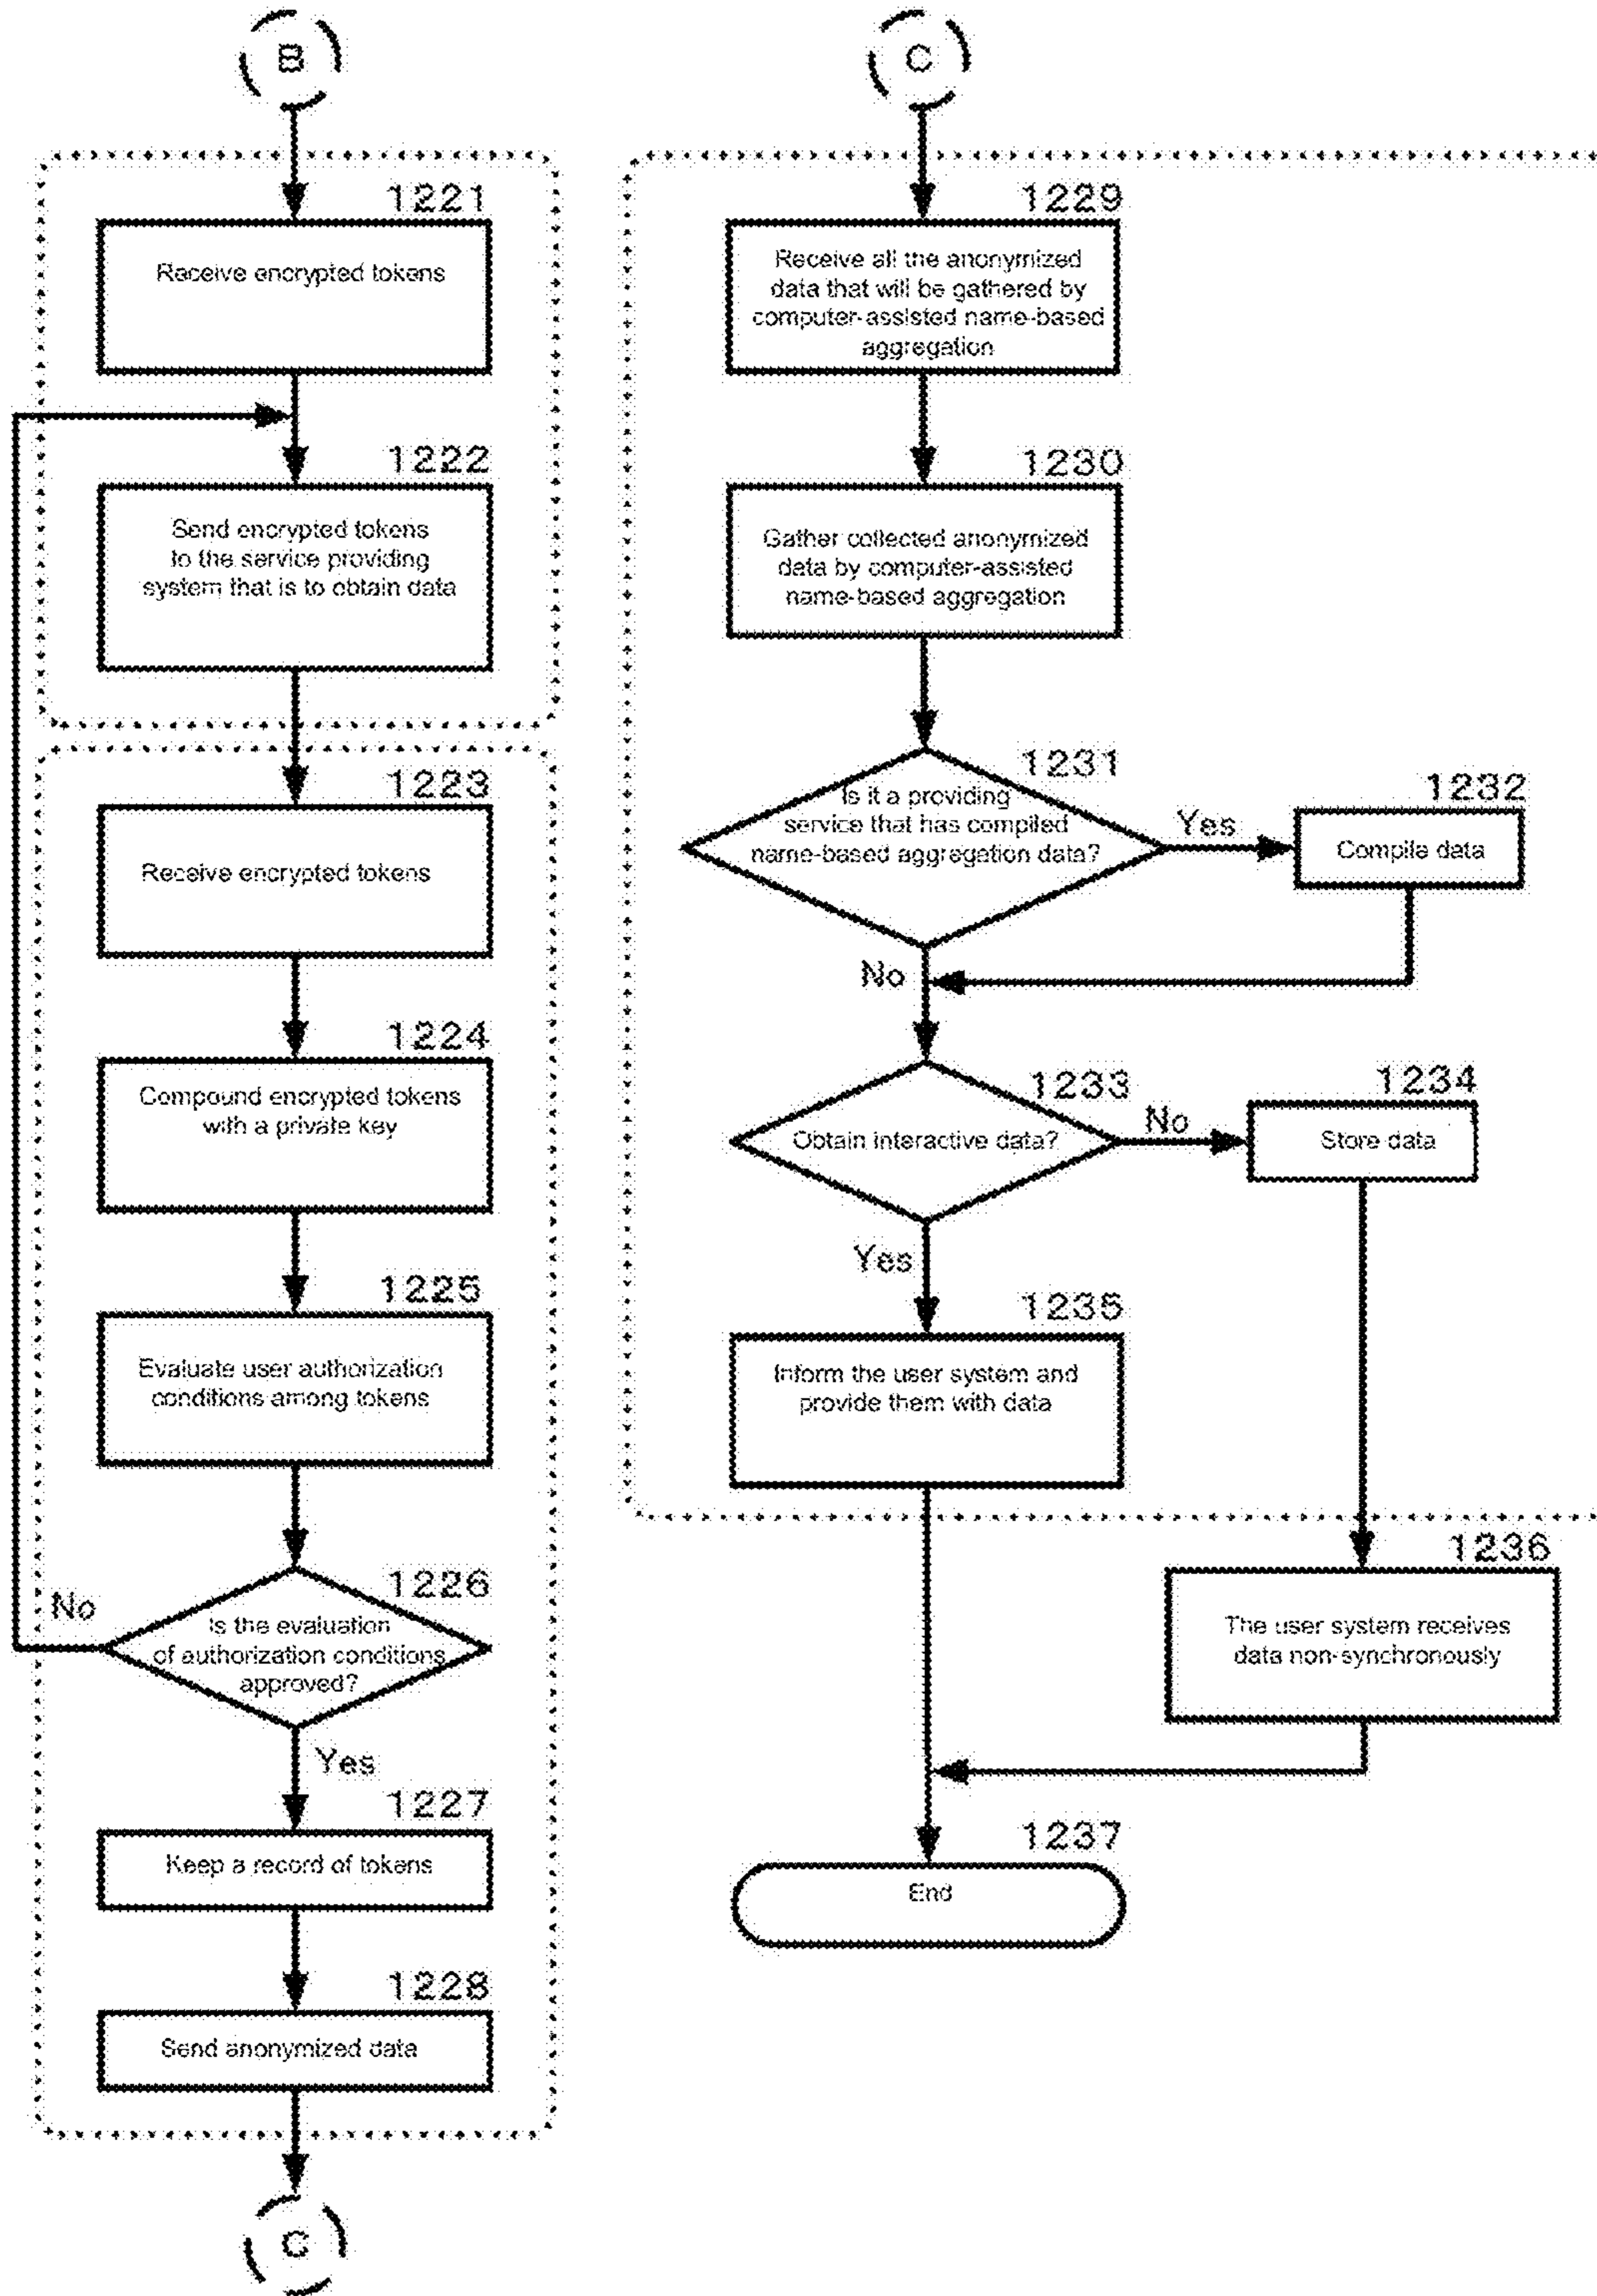 B
1221
Receive encrypted tokens
1222
Send encrypted tokens
to the service providing
system that is to obtain data
1223
Receive encrypted tokens
1224
Compound encrypted tokens
with a private key
1225
Evaluate user authorization
conditions among tokens
1226
No
Is the evaluation
of authorization conditions
approved?
Yes
1227
Keep a record of tokens
1228
Send anonymized data
C
C
1229
Receive all the anonymized
data that will be gathered by
computer-assisted name-based
aggregation
1230
Gather collected anonymized
data by computer-assisted
name-based aggregation
1231
Is it a providing
service that has compiled
name-based aggregation data?
Yes
1232
Compila data
No
1233
Obtain interactive data?
No
1234
Store data
Yes
1235
Inform the user system and
provide them with data
1236
The user system receives
data non-synchronously
1237
End